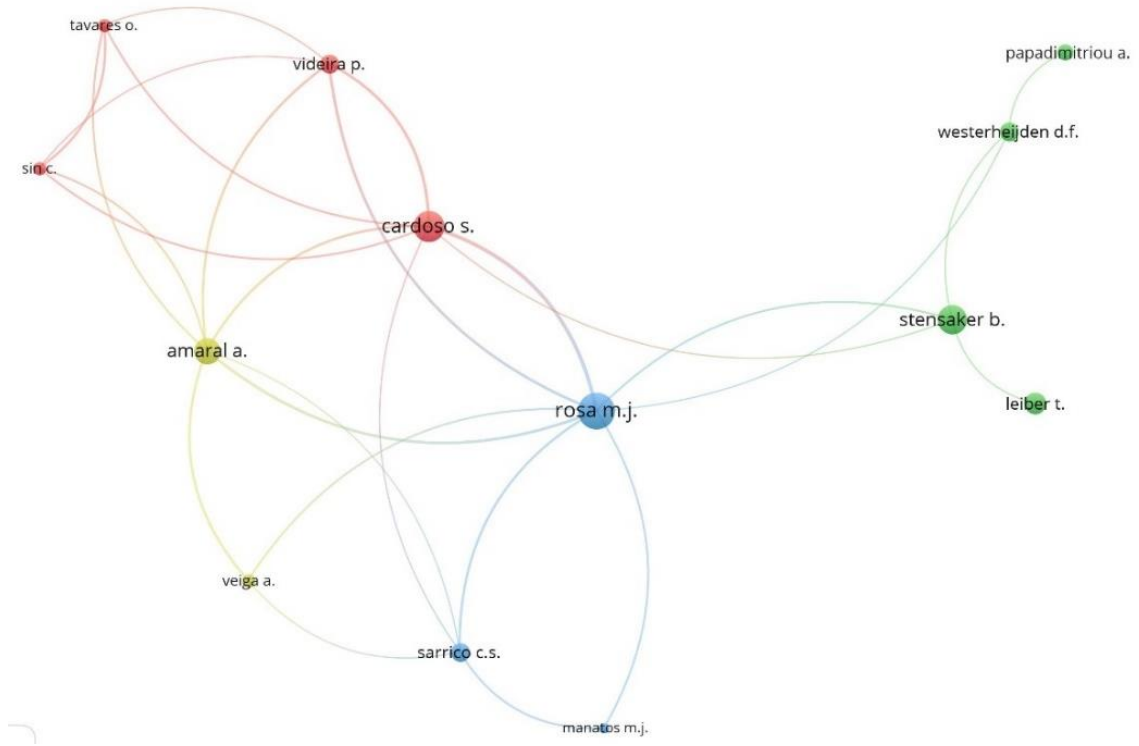 tavares o.
papadimitriou a.
videira p.
westerheijden d.f.
sin c.
cardoso s.
stensaker b.
amaral a.
leiber t.
rosa m.j.
veiga a.
sarrico c.s.
manatos m.j.